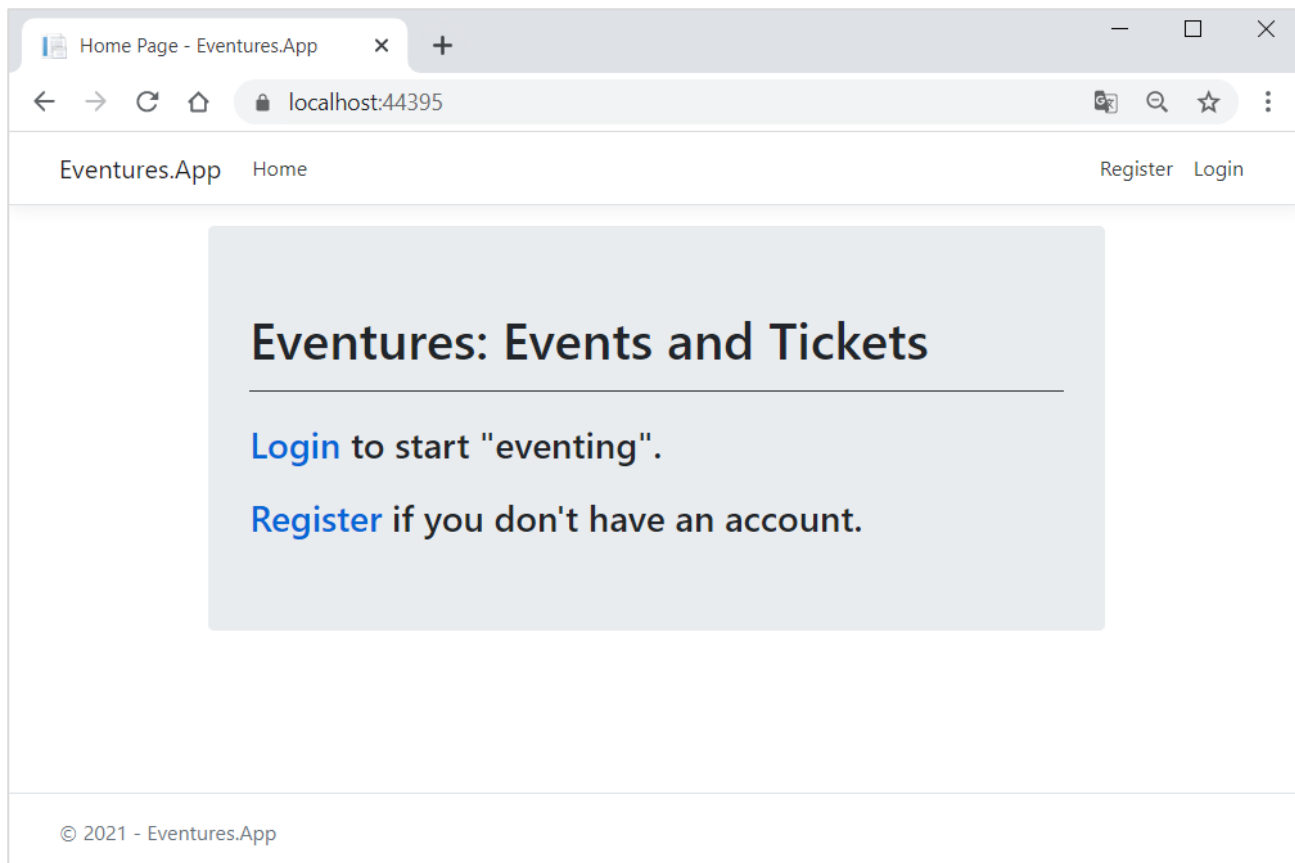 Home Page - Eventures.App
localhost:44395
Eventures.App Home Register Login
Eventures: Events and Tickets
Login to start "eventing".
Register if you don't have an account.
© 2021 - Eventures.App